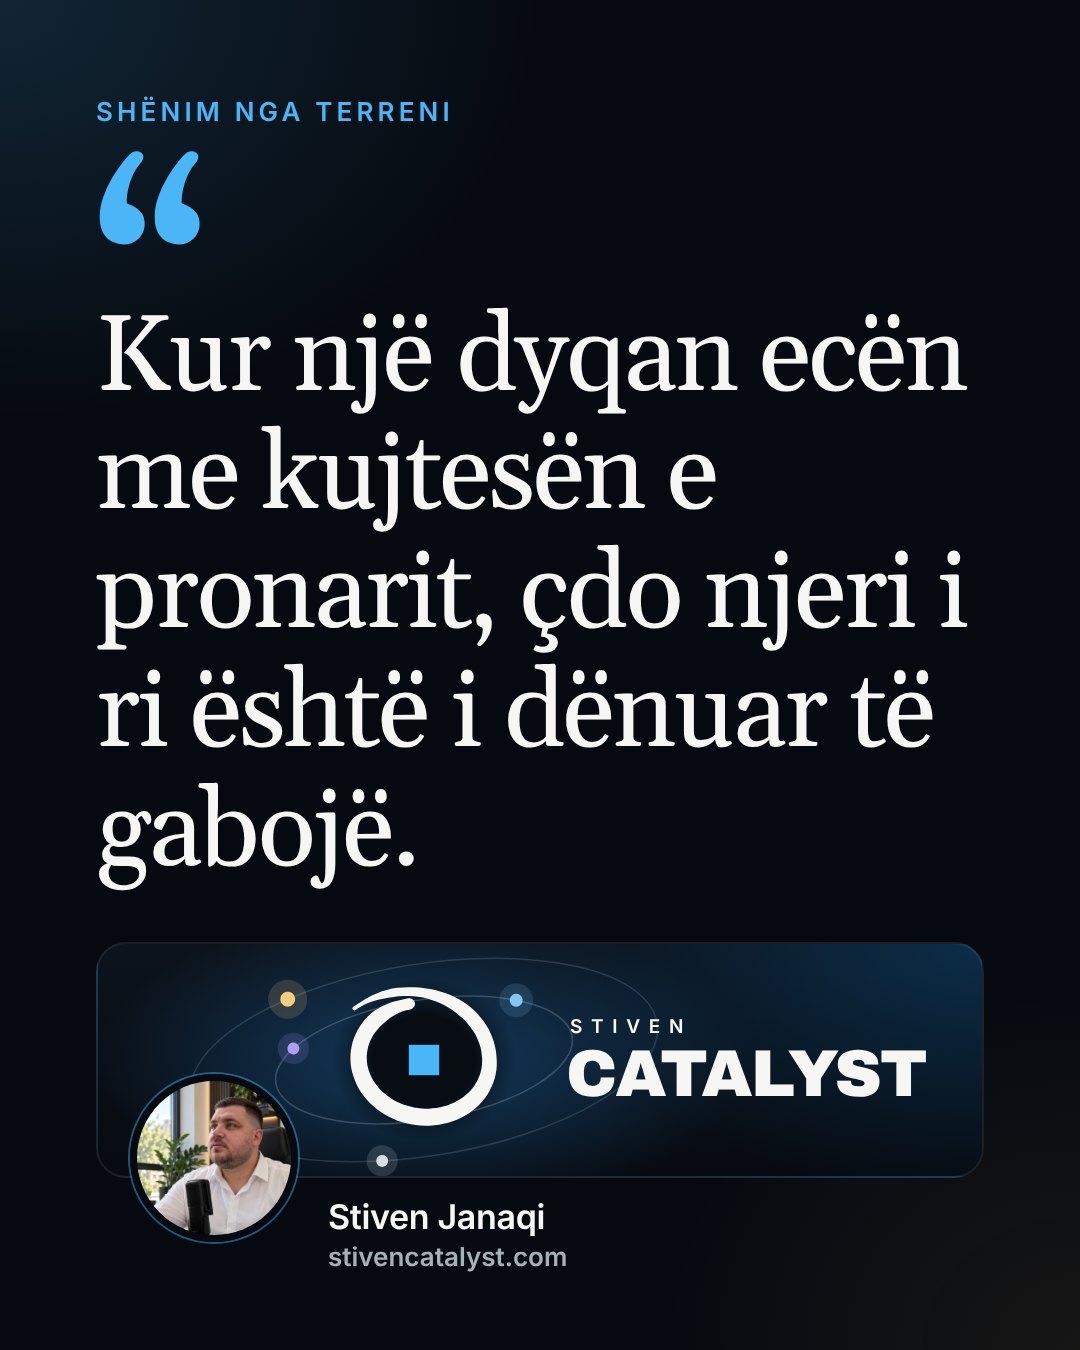 SHËNIM NGA TERRENI
“
Kur një dyqan ecën
me kujtesën e
pronarit, çdo njeri i
ri është i dënuar të
gabojë.
STIVEN
CATALYST
Stiven Janaqi
stivencatalyst.com